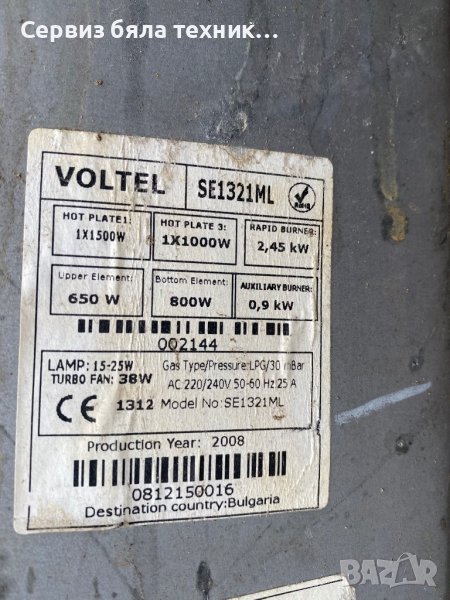 Сервиз бяла техник...
VOLTEL
SE1321ML
HOT PLATE1:
1X1500W
HOT PLATE 3:
1X1000W
RAPID BURNER:
2,45 kW
Upper Element:
650 W
Bottom Element:
800W
AUXILIARY BURNER:
0,9 kW
002144
LAMP: 15-25W
TURBO FAN: 38W
Gas Type/Pressure:LPG/30 mBar
AC 220/240V 50-60 Hz 25 A
CE 1312 Model No:SE1321ML
Production Year: 2008
0812150016
Destination country:Bulgaria
BAZAR